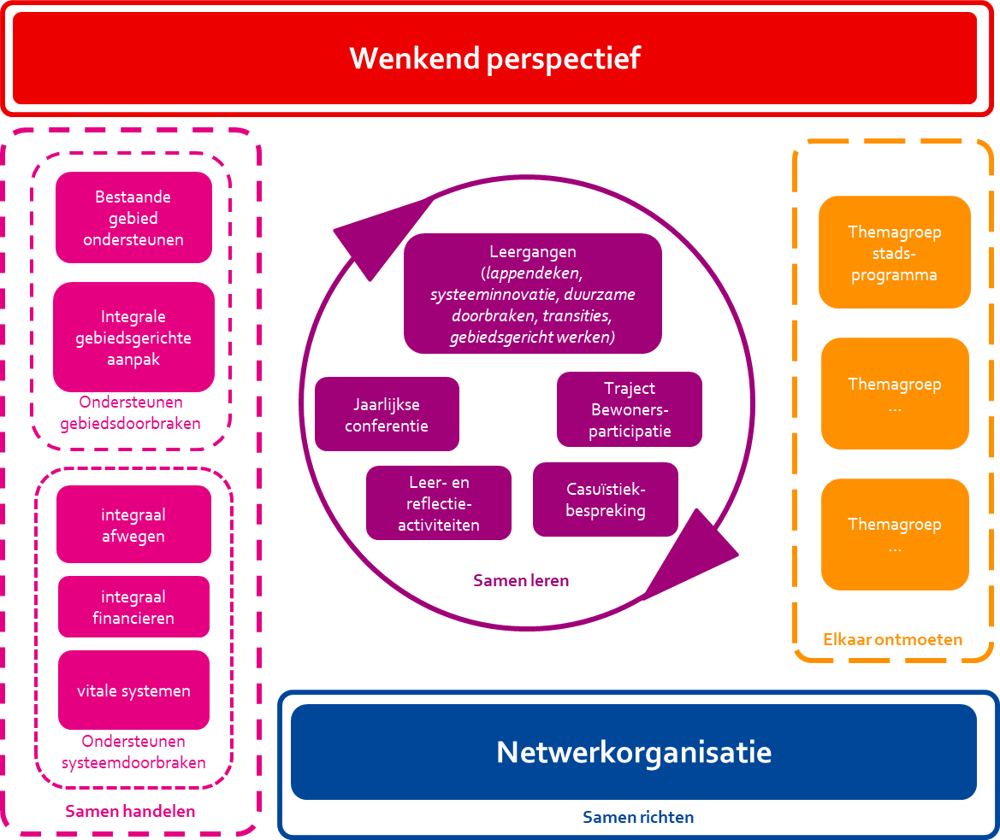 Wenkend perspectief
Bestaande
gebied
ondersteunen
Integrale
gebiedsgerichte
aanpak
Ondersteunen
gebiedsdoorbraken
integraal
afwegen
integraal
financieren
vitale systemen
Ondersteunen
systeemdoorbraken
Samen handelen
Leergangen
(lappendeken,
systeeminnovatie, duurzame
doorbraken, transities,
gebiedsgericht werken)
Jaarlijkse
conferentie
Traject
Bewoners-
participatie
Leer- en
reflectie-
activiteiten
Casuïstiek-
bespreking
Samen leren
Themagroep
stads-
programma
Themagroep
...
Themagroep
...
Elkaar ontmoeten
Netwerkorganisatie
Samen richten